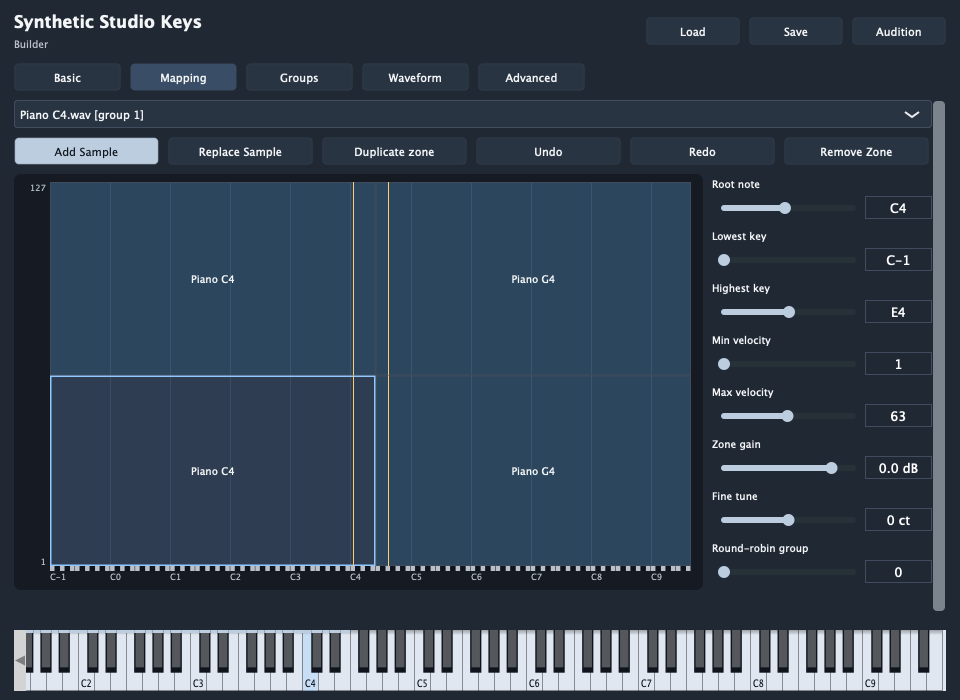 Synthetic Studio Keys
Builder
Load
Save
Audition
Basic
Mapping
Groups
Waveform
Advanced
Piano C4.wav [group 1]
Add Sample
Replace Sample
Duplicate zone
Undo
Redo
Remove Zone
127
Piano C4
Piano G4
Piano C4
Piano G4
1
C-1 C0 C1 C2 C3 C4 C5 C6 C7 C8 C9
Root note
C4
Lowest key
C-1
Highest key
E4
Min velocity
1
Max velocity
63
Zone gain
0.0 dB
Fine tune
0 ct
Round-robin group
0
C2 C3 C4 C5 C6 C7 C8 C9